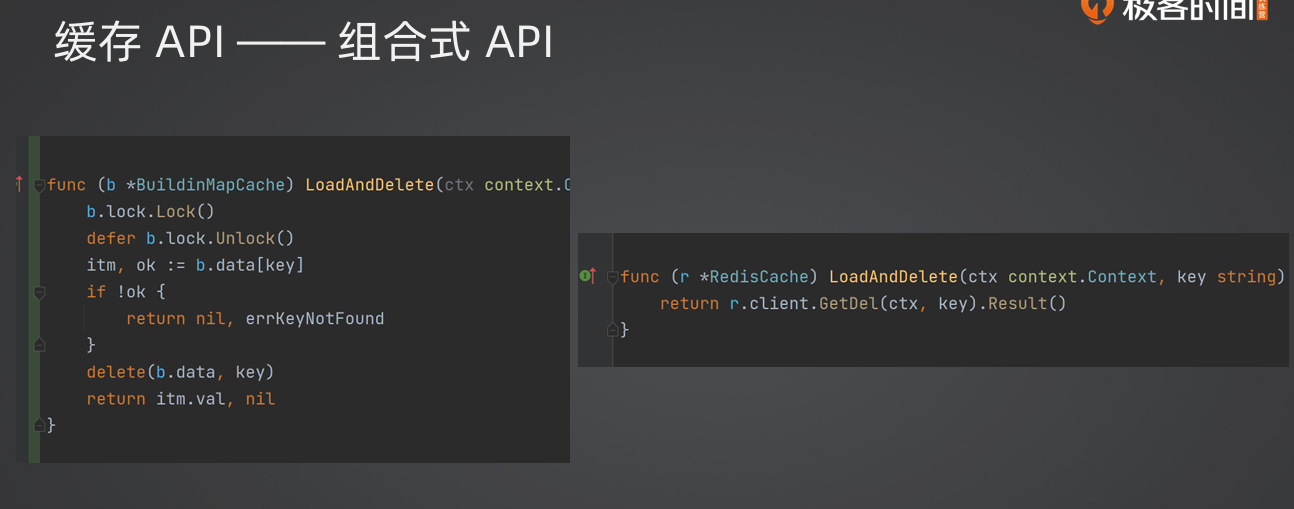 缓存 API —— 组合式 API
极客时间
func (b *BuildinMapCache) LoadAndDelete(ctx context.C
b.lock.Lock()
defer b.lock.Unlock()
itm, ok := b.data[key]
if !ok {
return nil, errKeyNotFound
}
delete(b.data, key)
return itm.val, nil
}
func (r *RedisCache) LoadAndDelete(ctx context.Context, key string)
return r.client.GetDel(ctx, key).Result()
}